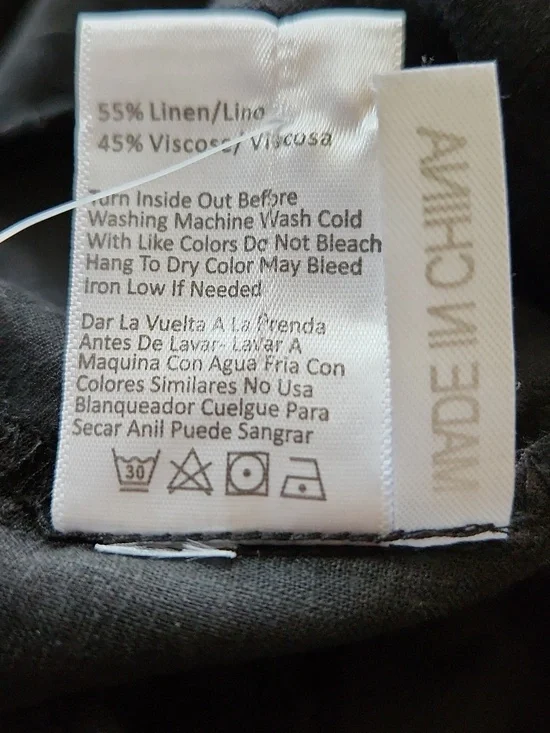 55% Linen/Lino
45% Viscose/ Viscosa
Turn Inside Out Before
Washing Machine Wash Cold
With Like Colors Do Not Bleach
Hang To Dry Color May Bleed
Iron Low If Needed
Dar La Vuelta A La Prenda
Antes De Lavar- Lavar A
Maquina Con Agua Fria Con
Colores Similares No Usa
Blanqueador Cuelgue Para
Secar Anil Puede Sangrar
30
MADE IN CHINA